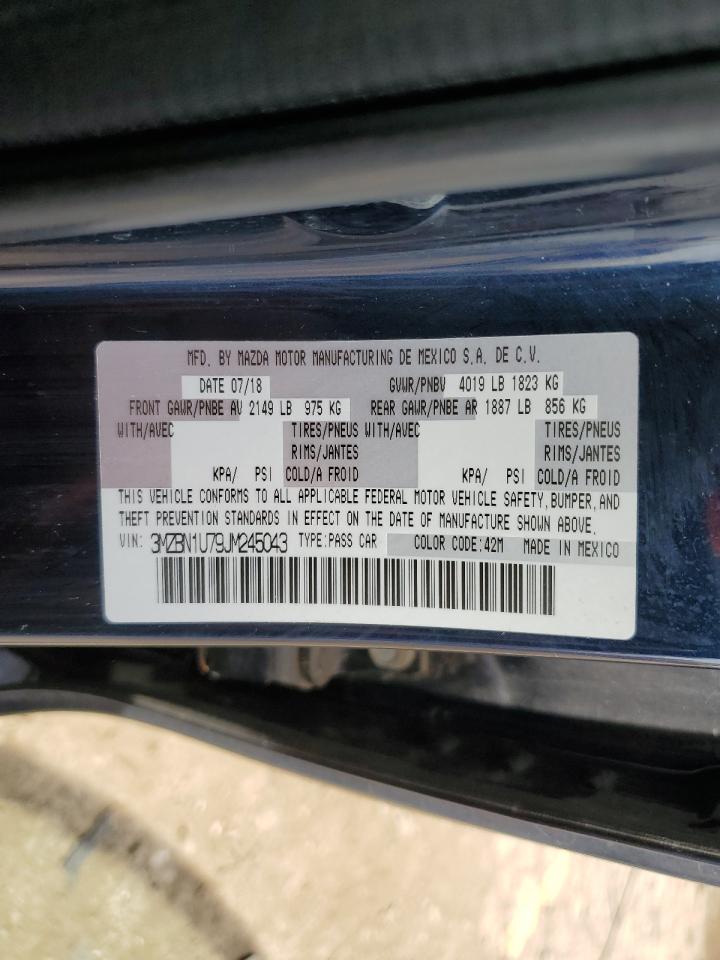 MFD. BY MAZDA MOTOR MANUFACTURING DE MEXICO S.A. DE C.V.
DATE 07/18 GVWR/PNBV 4019 LB 1823 KG
FRONT GAWR/PNBE AV 2149 LB 975 KG REAR GAWR/PNBE AR 1887 LB 856 KG
WITH/AVEC TIRES/PNEUS WITH/AVEC TIRES/PNEUS
RIMS/JANTES RIMS/JANTES
KPA/ PSI COLD/A FROID KPA/ PSI COLD/A FROID
THIS VEHICLE CONFORMS TO ALL APPLICABLE FEDERAL MOTOR VEHICLE SAFETY,BUMPER,AND
THEFT PREVENTION STANDARDS IN EFFECT ON THE DATE OF MANUFACTURE SHOWN ABOVE.
VIN: 3MZBN1U79JM245043 TYPE:PASS CAR COLOR CODE:42M MADE IN MEXICO